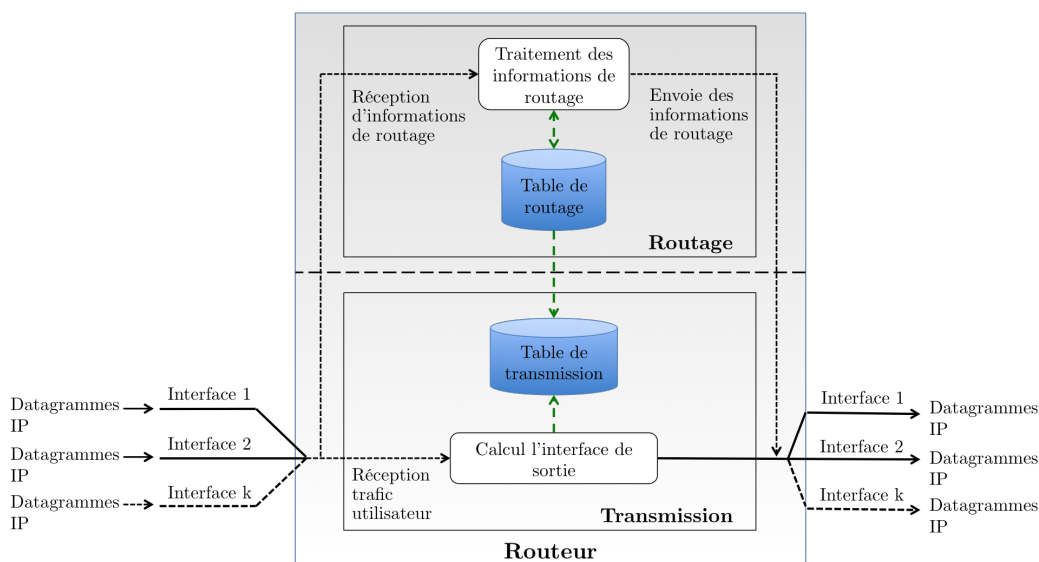 Traitement des
informations de
routage
Réception
d'informations
de routage
Envoie des
informations
de routage
Table de
routage
Routage
Table de
transmission
Interface 1
Datagrammes
IP
Interface 2
Datagrammes
IP
Interface k
Datagrammes
IP
Réception
trafic
utilisateur
Calcul l'interface de
sortie
Transmission
Routeur
Interface 1
Datagrammes
IP
Interface 2
Datagrammes
IP
Interface k
Datagrammes
IP